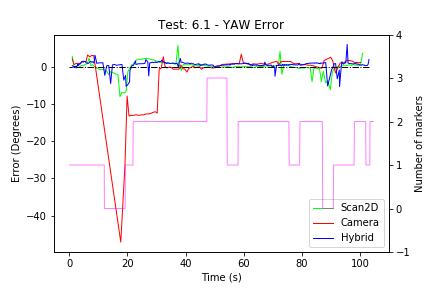 Test: 6.1 - YAW Error
Error (Degrees)
0
−10
−20
−30
−40
4
3
2
1
0
−1
Number of markers
Scan2D
Camera
Hybrid
0 20 40 60 80 100
Time (s)